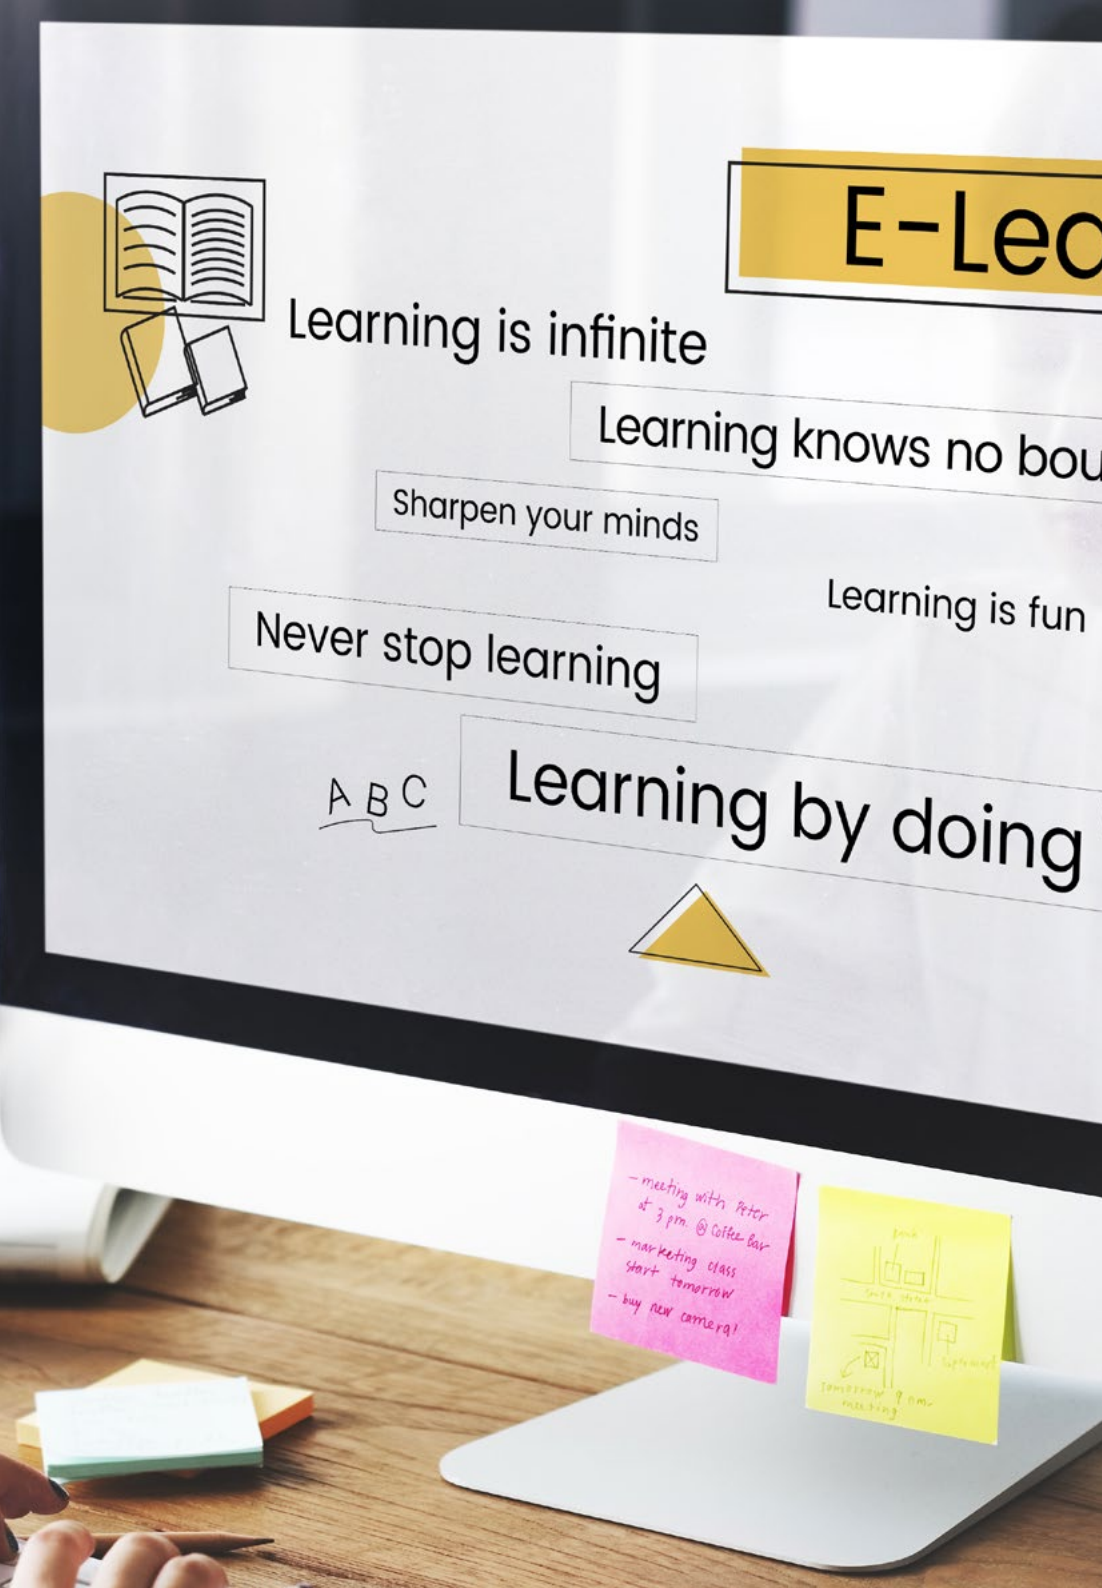 E-Lea
Learning is infinite
Learning knows no bou
Sharpen your minds
Learning is fun
Never stop learning
A B C
Learning by doing
- meeting with Peter
at 3 pm. @ Coffee Bar
- marketing class
start tomorrow
- buy new camera!
tomorrow 9 am
meeting